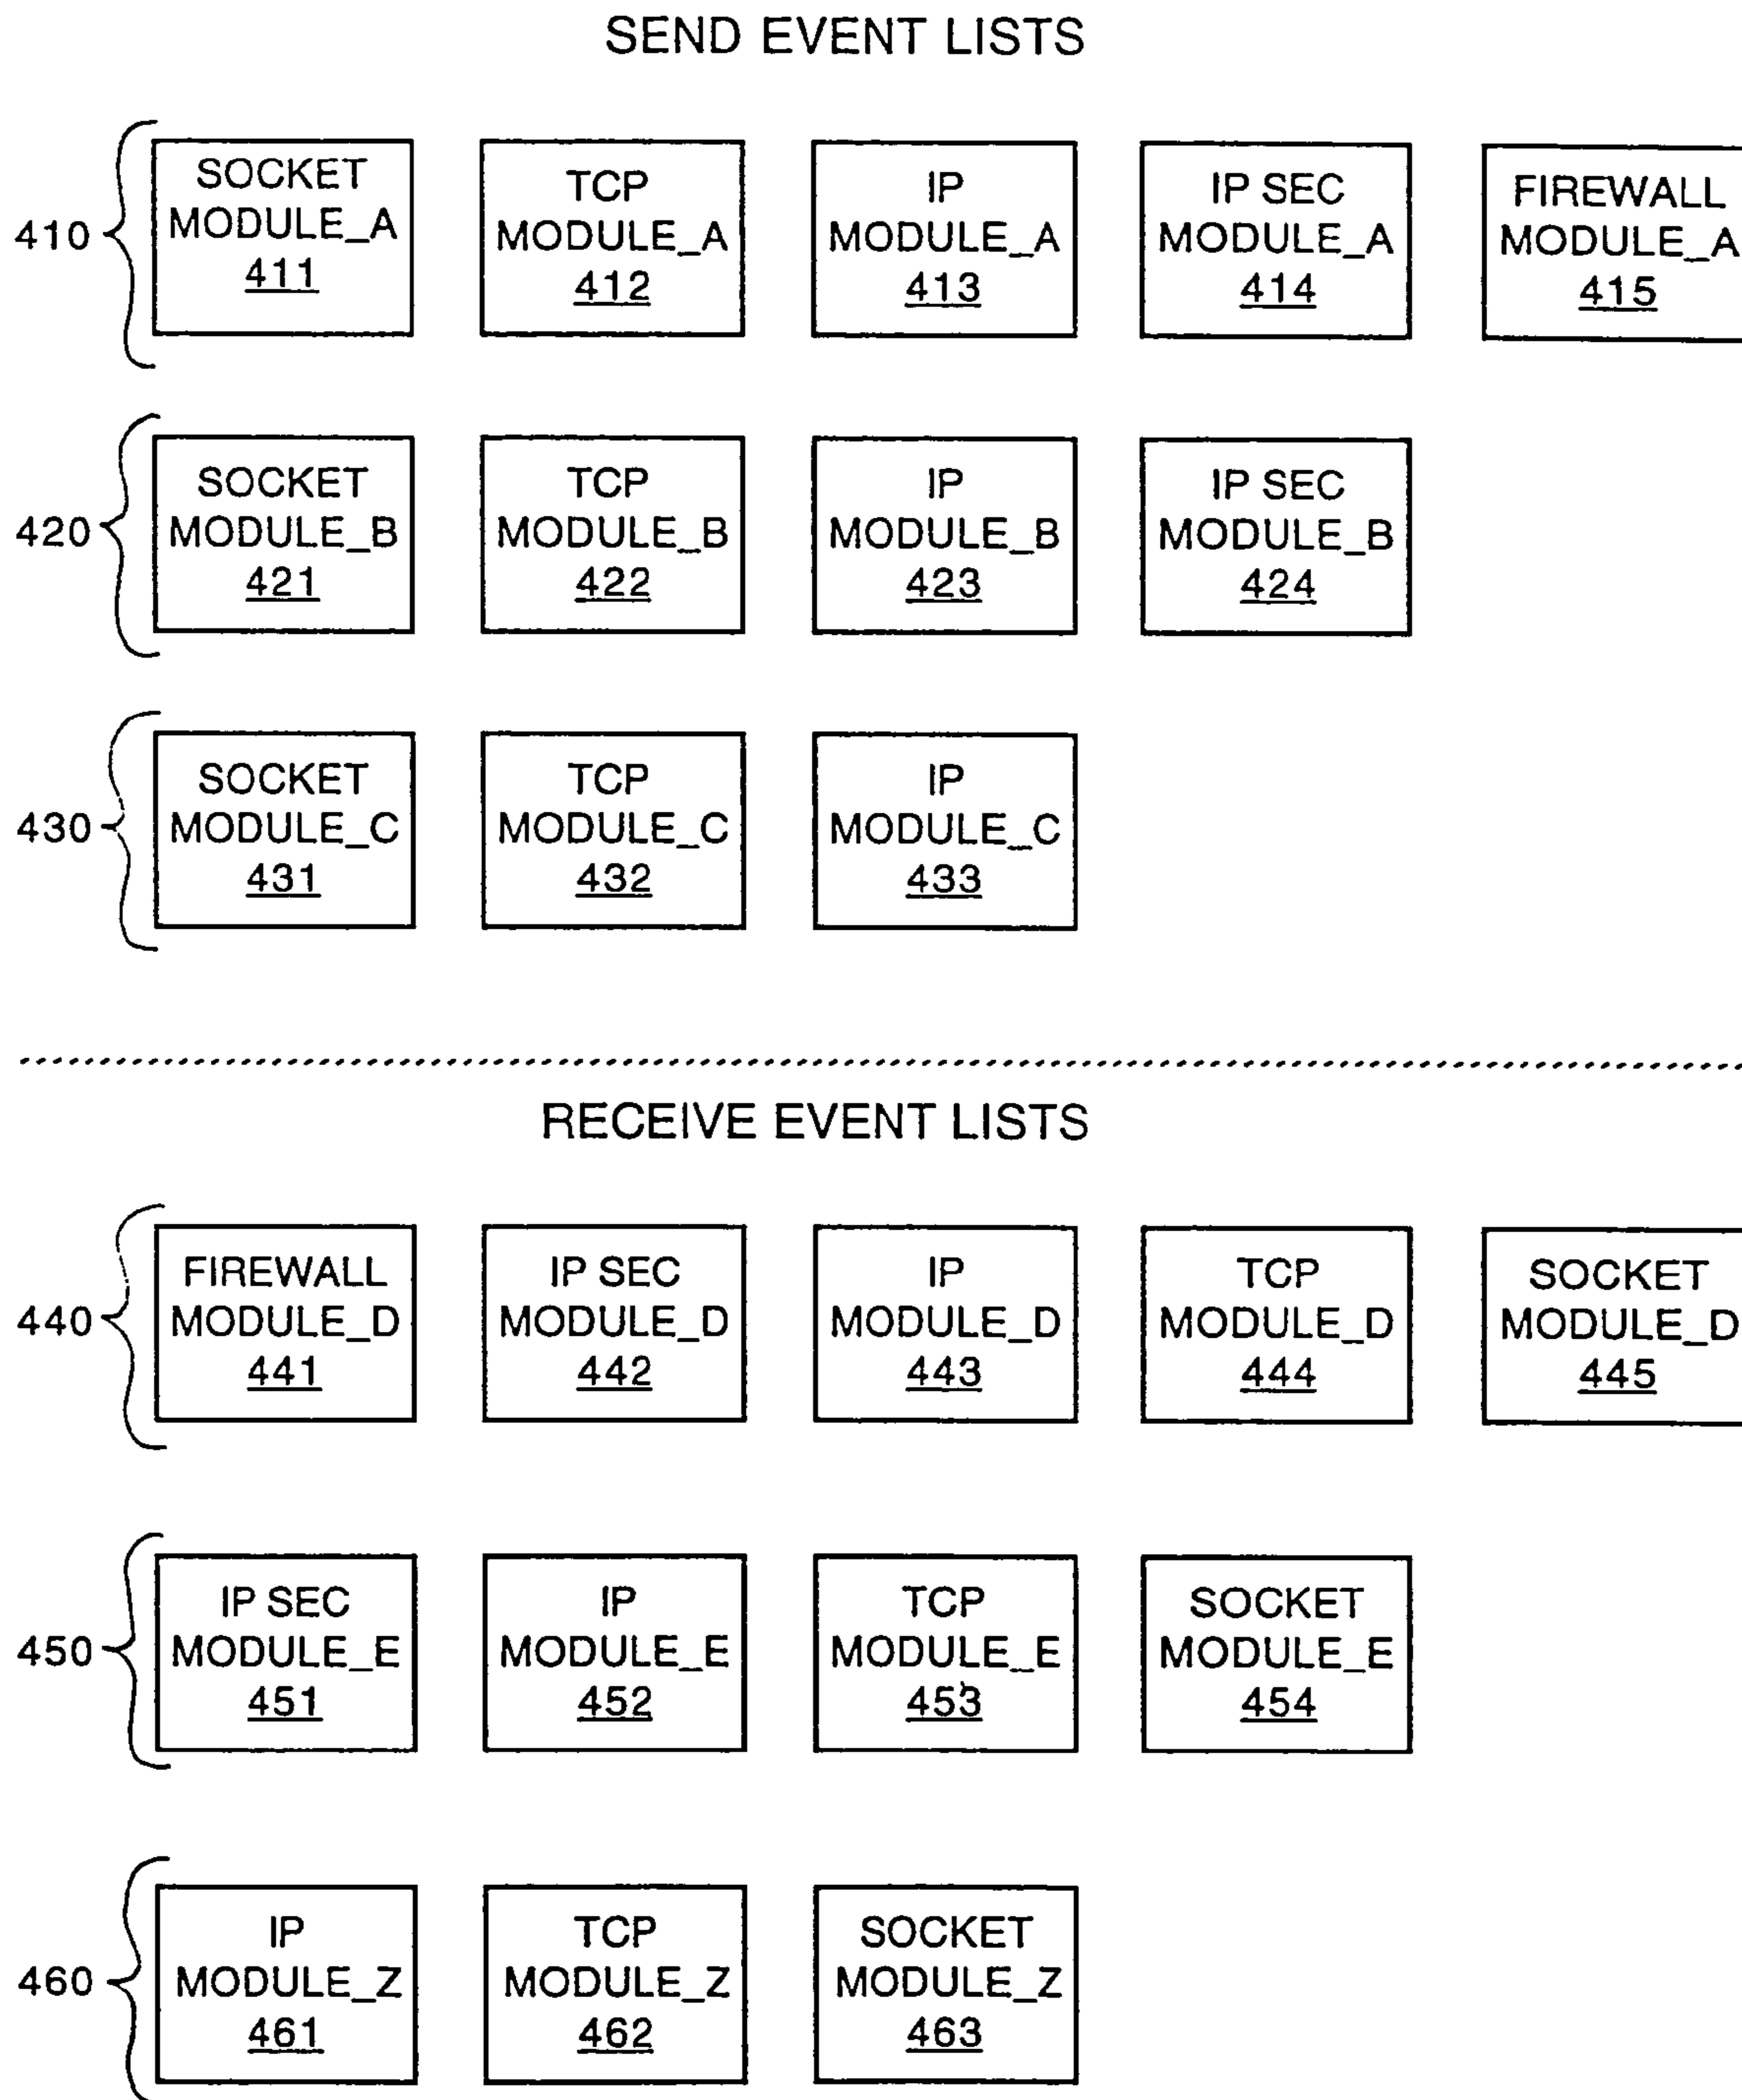 SEND EVENT LISTS
410
SOCKET
MODULE_A
411
TCP
MODULE_A
412
IP
MODULE_A
413
IP SEC
MODULE_A
414
FIREWALL
MODULE_A
415
420
SOCKET
MODULE_B
421
TCP
MODULE_B
422
IP
MODULE_B
423
IP SEC
MODULE_B
424
430
SOCKET
MODULE_C
431
TCP
MODULE_C
432
IP
MODULE_C
433
RECEIVE EVENT LISTS
440
FIREWALL
MODULE_D
441
IP SEC
MODULE_D
442
IP
MODULE_D
443
TCP
MODULE_D
444
SOCKET
MODULE_D
445
450
IP SEC
MODULE_E
451
IP
MODULE_E
452
TCP
MODULE_E
453
SOCKET
MODULE_E
454
460
IP
MODULE_Z
461
TCP
MODULE_Z
462
SOCKET
MODULE_Z
463